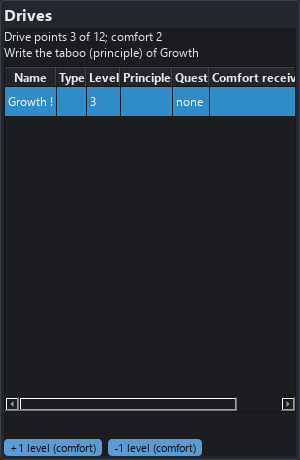 Drives
Drive points 3 of 12; comfort 2
Write the taboo (principle) of Growth
Name Type Level Principle Quest Comfort receiv
Growth ! 3 none
+1 level (comfort) -1 level (comfort)